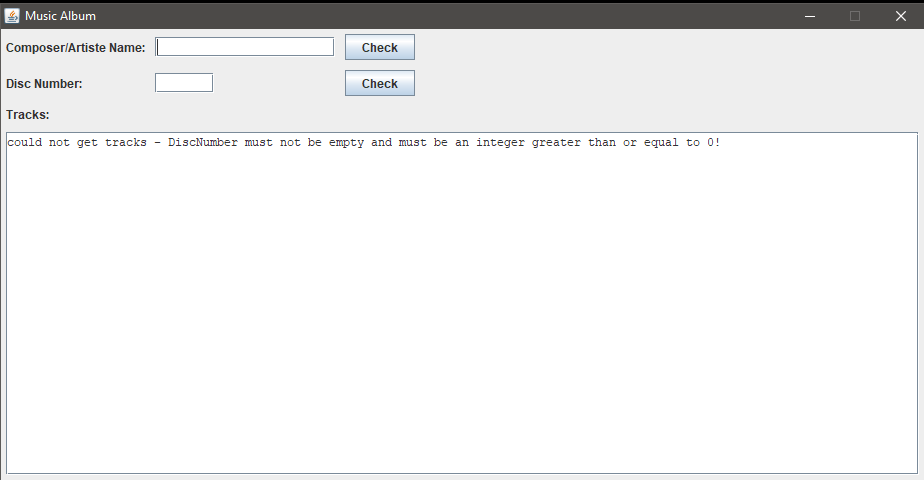 Music Album
Composer/Artiste Name: Check
Disc Number: Check
Tracks:
could not get tracks - DiscNumber must not be empty and must be an integer greater than or equal to 0!